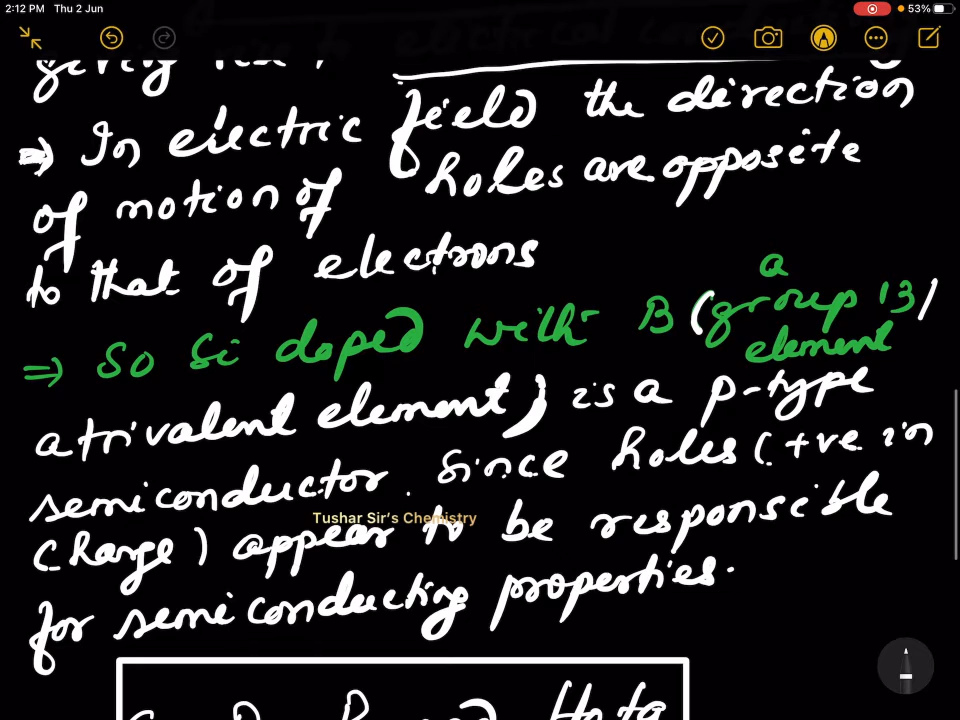 2:12 PM Thu 2 Jun 53%
giving rise
⇒ In electric field the direction
of motion of holes are opposite
to that of electrons
⇒ So Si doped with B (a group 13)
element
a trivalent element) is a p-type
semiconductor. Since holes (+ve in
Tushar Sir's Chemistry
charge) appear to be responsible
for semiconducting properties.